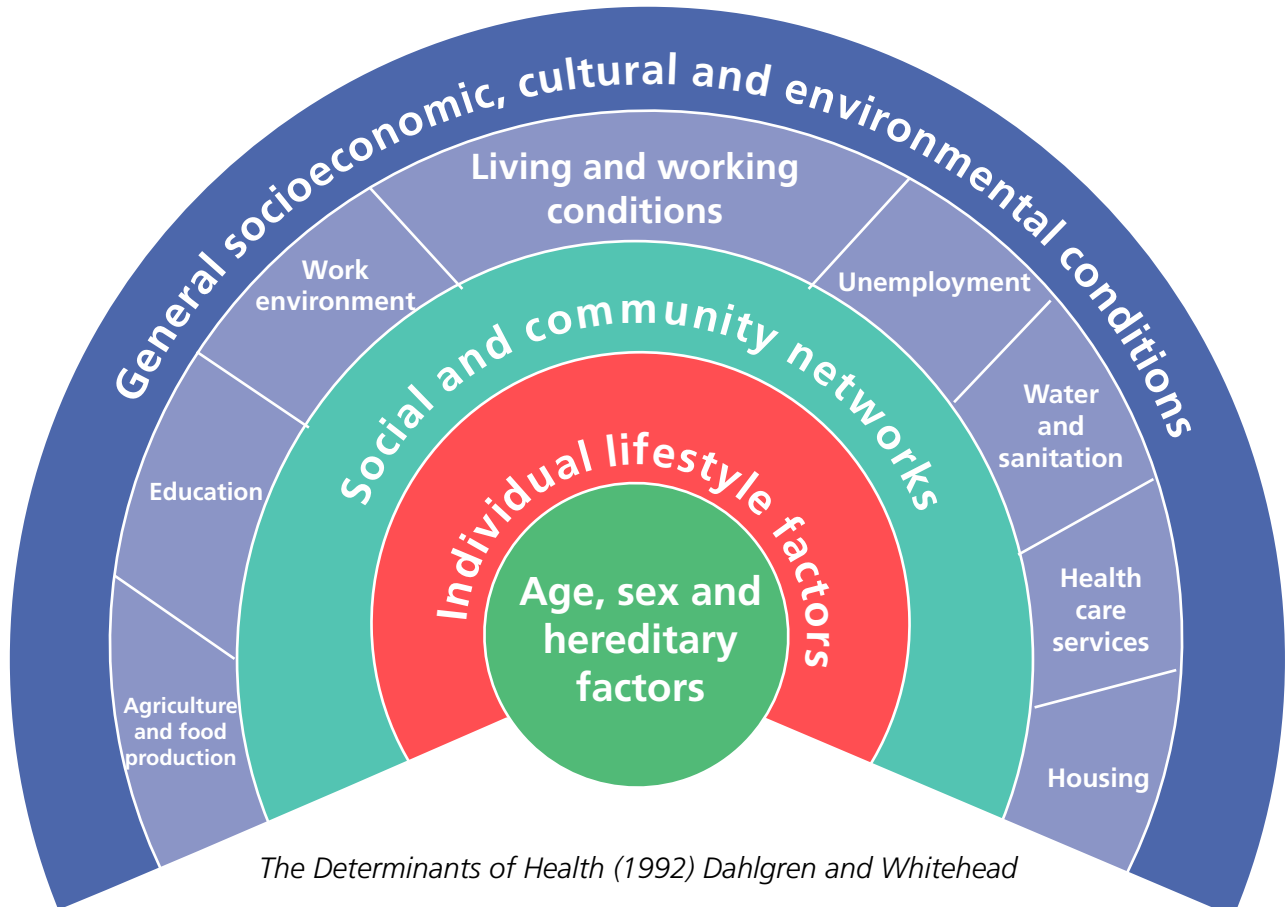 General socioeconomic, cultural and environmental conditions
Living and working
conditions
Work
environment
Unemployment
Social and community networks
Water
and
sanitation
Education
Individual lifestyle factors
Health
care
services
Age, sex and
hereditary
factors
Agriculture
and food
production
Housing
The Determinants of Health (1992) Dahlgren and Whitehead